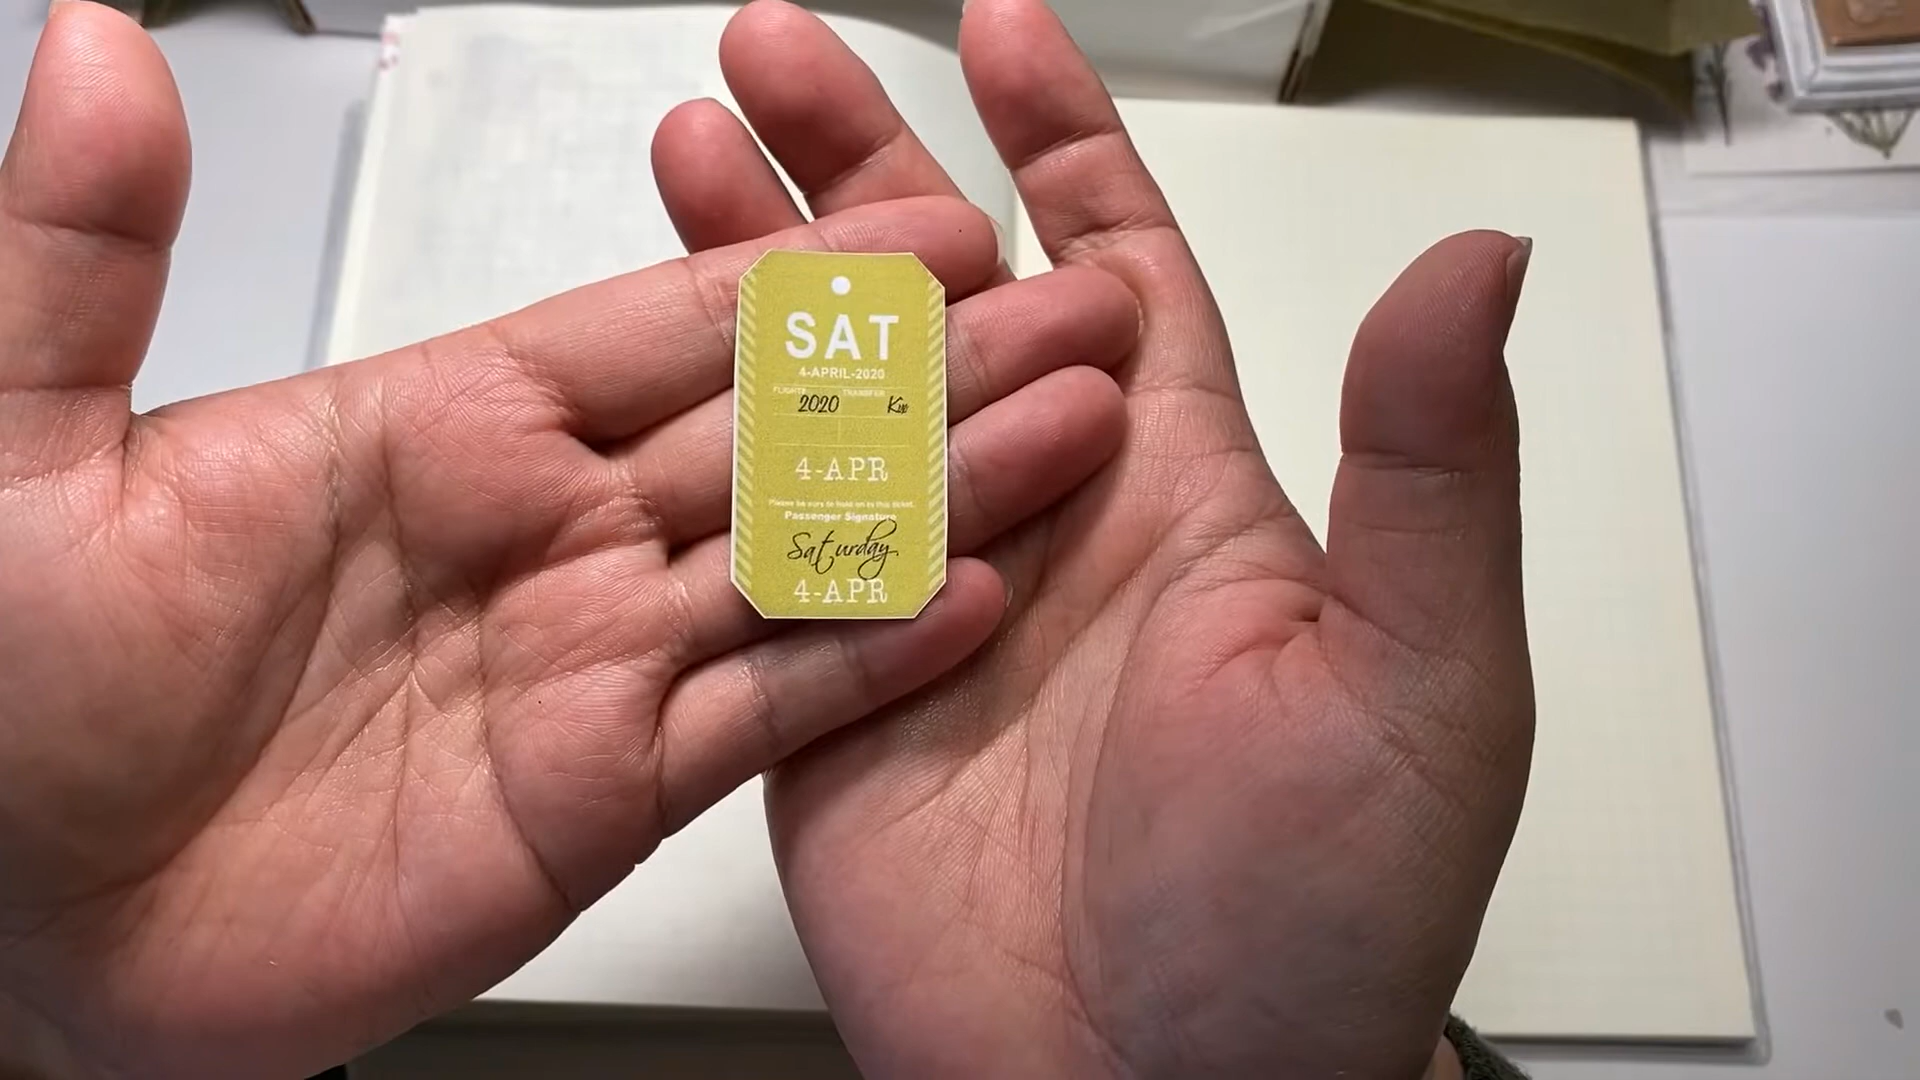 SAT
4-APRIL-2020
FLIGHT TRANSFER
2020
4-APR
Please be sure to hold on to this ticket.
Passenger Signature
Saturday
4-APR